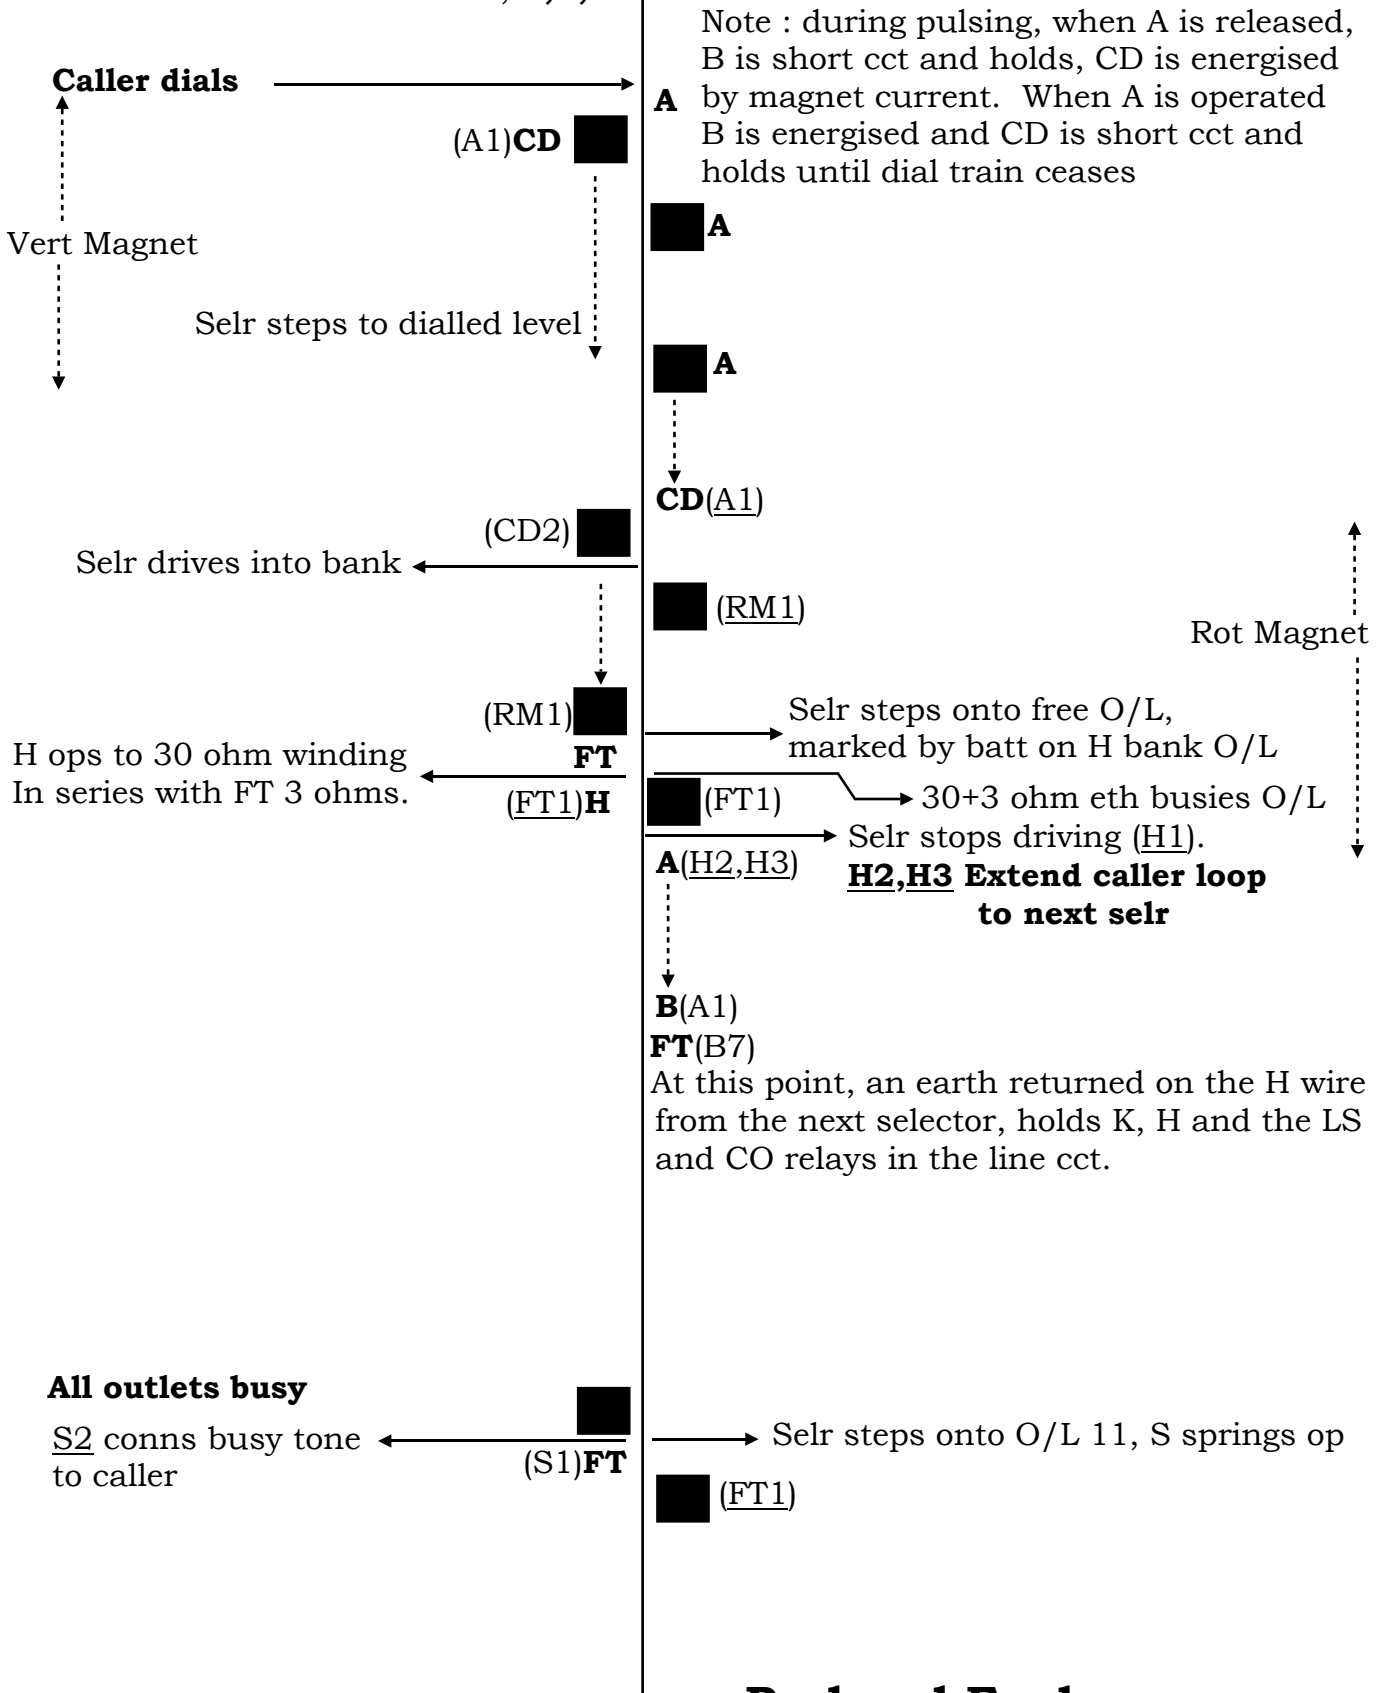 Note : during pulsing, when A is released,
B is short cct and holds, CD is energised
Caller dials
A by magnet current. When A is operated
(A1)CD
B is energised and CD is short cct and
holds until dial train ceases
A
Vert Magnet
Selr steps to dialled level
A
CD(A1)
(CD2)
Selr drives into bank
(RM1)
Rot Magnet
(RM1)
Selr steps onto free O/L,
marked by batt on H bank O/L
H ops to 30 ohm winding
In series with FT 3 ohms.
FT
(FT1)H
(FT1)
30+3 ohm eth busies O/L
Selr stops driving (H1).
A(H2,H3)
H2,H3 Extend caller loop
to next selr
B(A1)
FT(B7)
At this point, an earth returned on the H wire
from the next selector, holds K, H and the LS
and CO relays in the line cct.
All outlets busy
S2 conns busy tone
to caller
(S1)FT
Selr steps onto O/L 11, S springs op
(FT1)